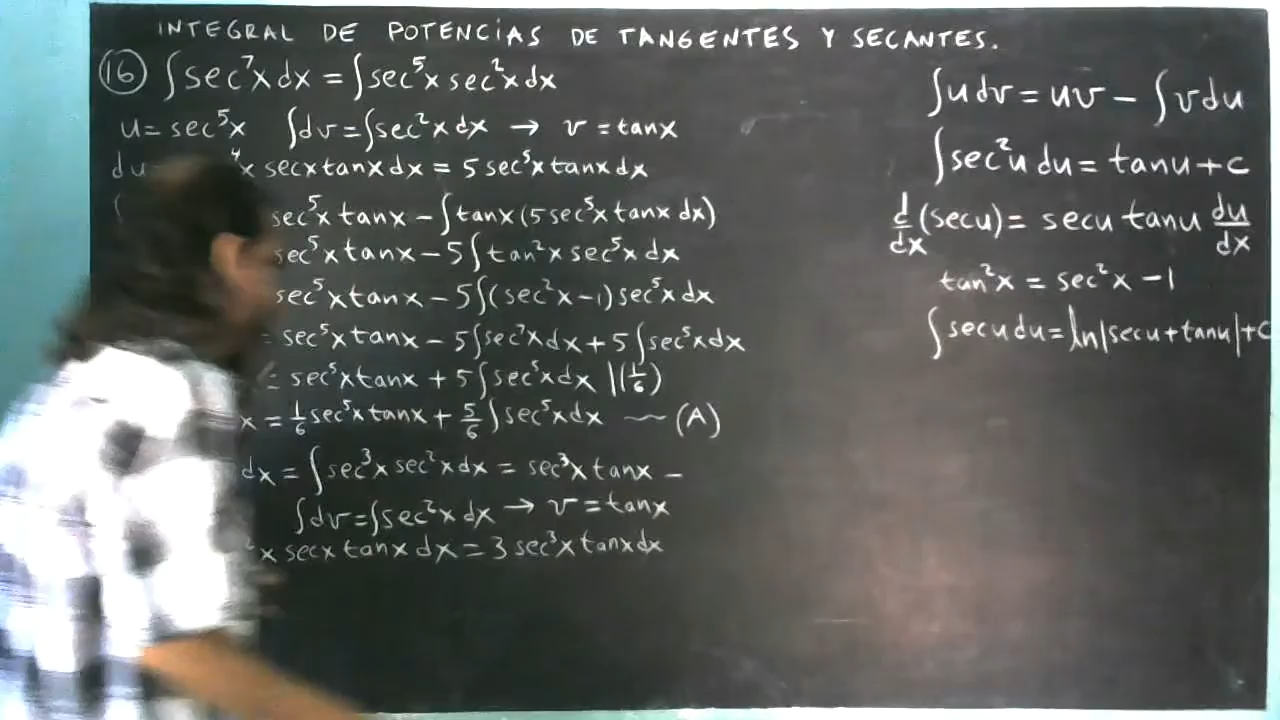 INTEGRAL DE POTENCIAS DE TANGENTES Y SECANTES.
(16) ∫sec⁷x dx = ∫sec⁵x sec²x dx
u = sec⁵x ∫dv = ∫sec²x dx → v = tanx
du ⁴x secx tanx dx = 5 sec⁵x tanx dx
sec⁵x tanx − ∫tanx(5 sec⁵x tanx dx)
sec⁵x tanx − 5∫tan²x sec⁵x dx
sec⁵x tanx − 5∫(sec²x−1)sec⁵x dx
= sec⁵x tanx − 5∫sec⁷x dx + 5∫sec⁵x dx
= sec⁵x tanx + 5∫sec⁵x dx |(1/6)
x = 1/6 sec⁵x tanx + 5/6 ∫sec⁵x dx — (A)
dx = ∫sec³x sec²x dx = sec³x tanx −
∫dv = ∫sec²x dx → v = tanx
²x secx tanx dx = 3 sec³x tanx dx
∫u dv = uv − ∫v du
∫sec²u du = tanu + c
d/dx (secu) = secu tanu du/dx
tan²x = sec²x − 1
∫secu du = ln|secu + tanu| + c